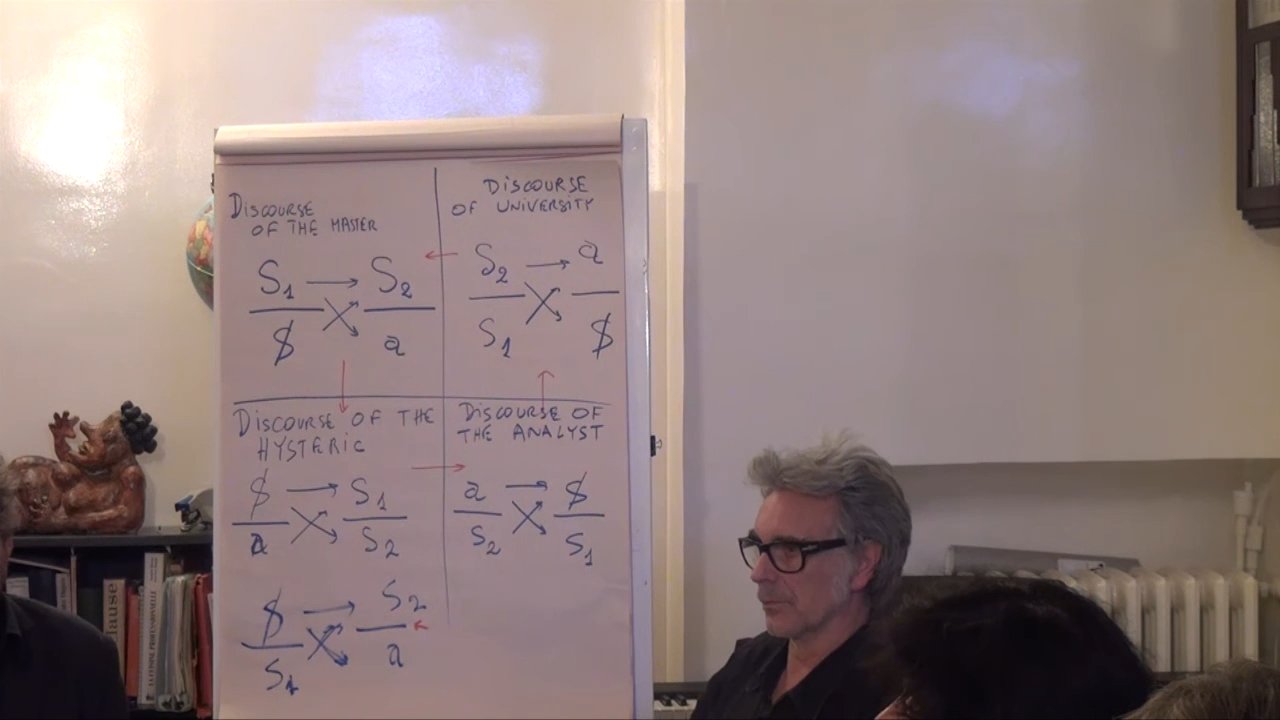 DISCOURSE
OF THE MASTER
S1 → S2
$ a
DISCOURSE
OF UNIVERSITY
S2 → a
S1 $
DISCOURSE OF THE
HYSTERIC
$ → S1
a S2
$ → S2
S1 a
DISCOURSE OF
THE ANALYST
a → $
S2 S1